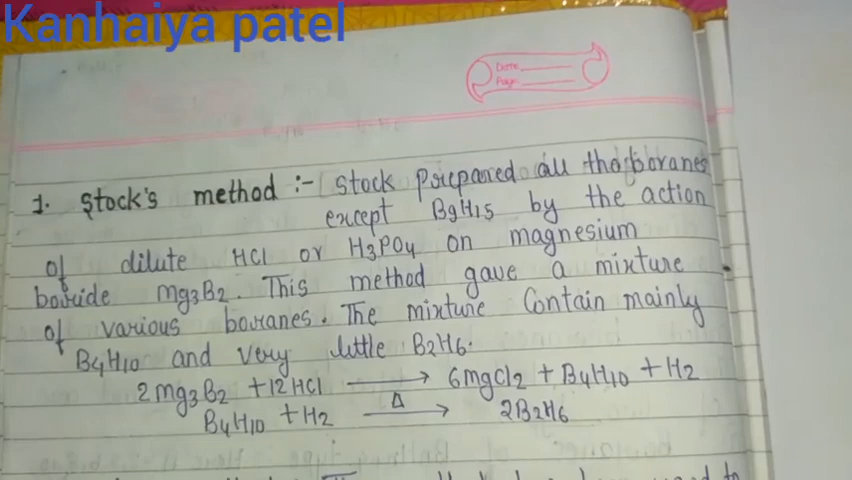 Kanhaiya patel
Date
Page
1. Stock's method :- Stock prepared all the boranes
except B9H15 by the action
of dilute HCl or H3PO4 on magnesium
boride Mg3B2. This method gave a mixture
of various boranes. The mixture Contain mainly
B4H10 and very little B2H6.
2Mg3B2 + 12HCl → 6MgCl2 + B4H10 + H2
B4H10 + H2 Δ→ 2B2H6